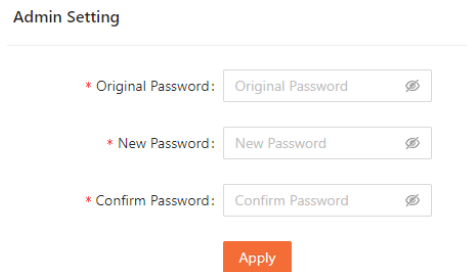 Admin Setting
* Original Password: Original Password
* New Password: New Password
* Confirm Password: Confirm Password
Apply